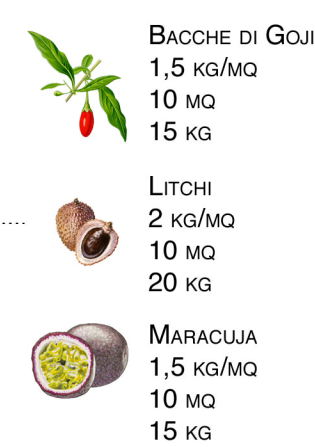 Bacche di Goji
1,5 kg/mq
10 mq
15 kg
Litchi
2 kg/mq
10 mq
20 kg
Maracuja
1,5 kg/mq
10 mq
15 kg